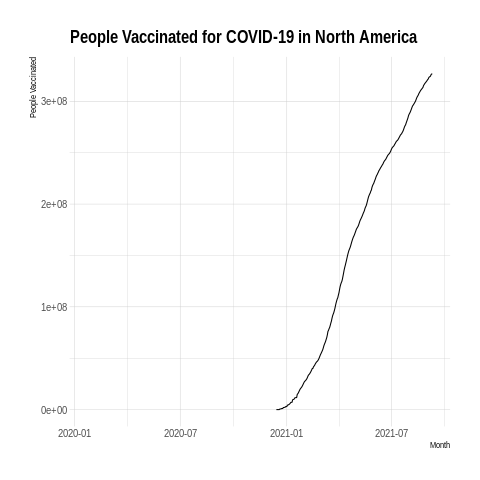 People Vaccinated for COVID-19 in North America
People Vaccinated
3e+08
2e+08
1e+08
0e+00
2020-01 2020-07 2021-01 2021-07
Month